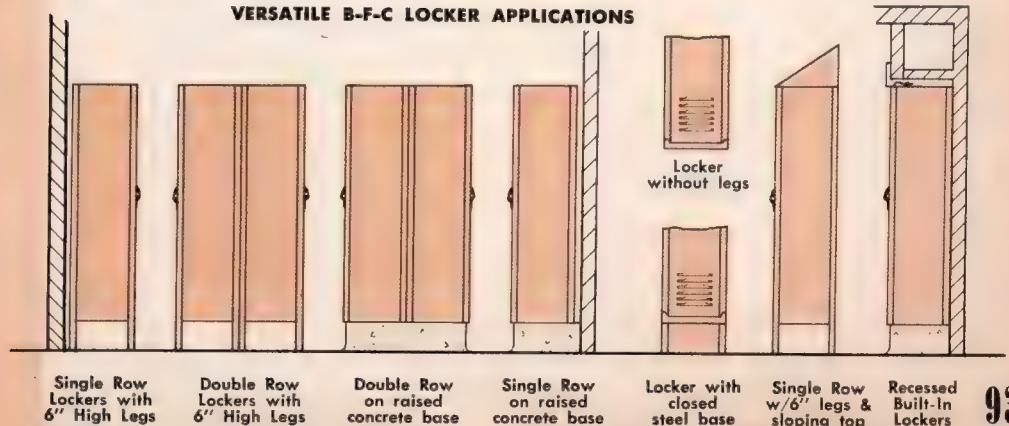 VERSATILE B-F-C LOCKER APPLICATIONS
Locker
without legs
Single Row
Lockers with
6" High Legs
Double Row
Lockers with
6" High Legs
Double Row
on raised
concrete base
Single Row
on raised
concrete base
Locker with
closed
steel base
Single Row
w/6" legs &
sloping top
Recessed
Built-In
Lockers